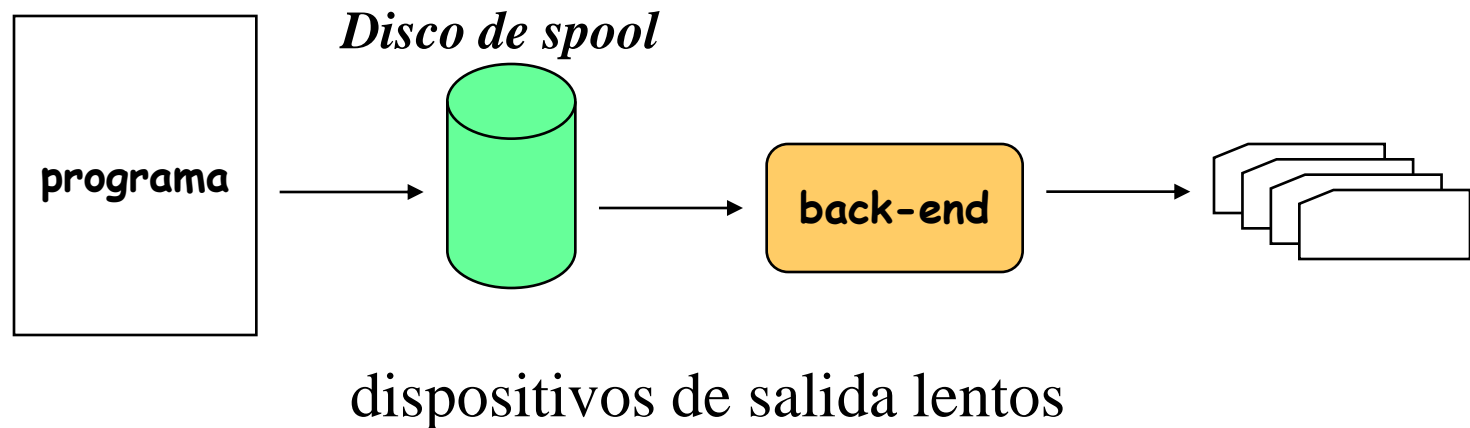 Disco de spool
programa
back-end
dispositivos de salida lentos